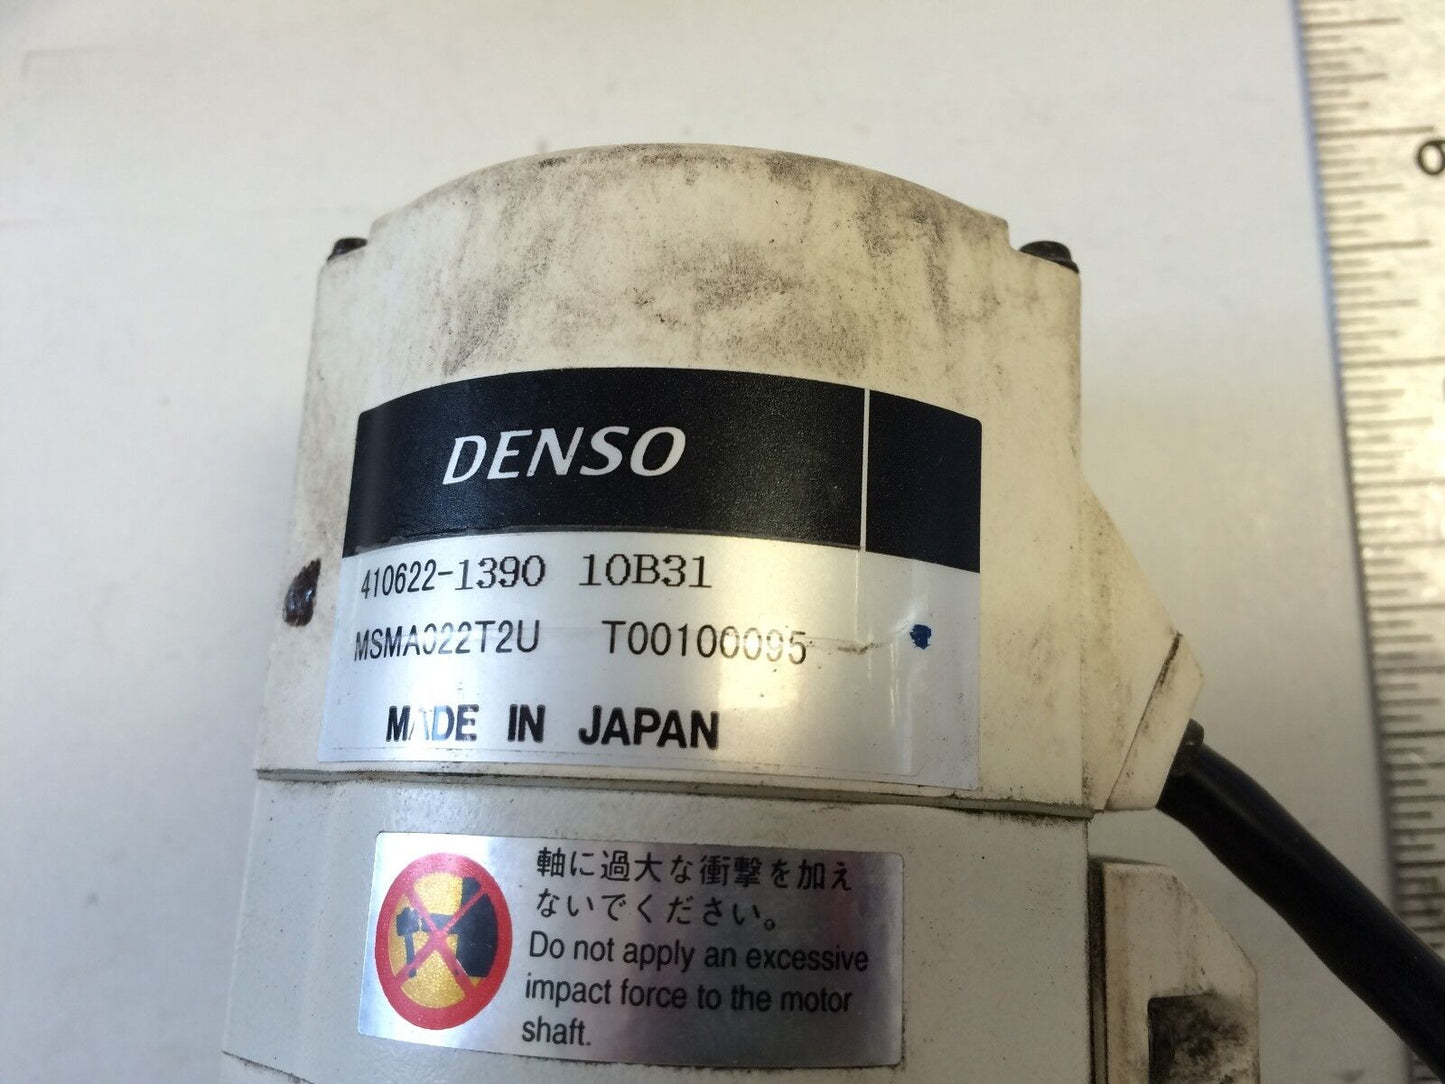 DENSO
410622-1390 10B31
MSMA022T2U T00100095
MADE IN JAPAN
軸に過大な衝撃を加え
ないでください。
Do not apply an excessive
impact force to the motor
shaft.